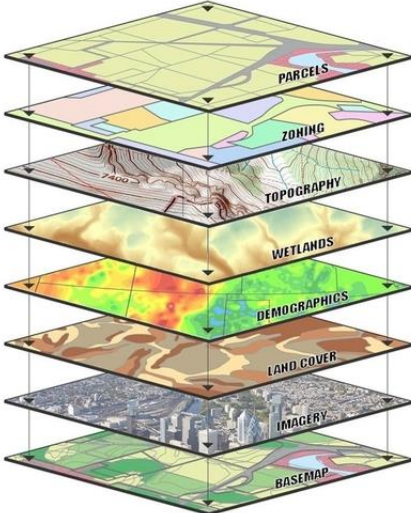 PARCELS
ZONING
7400
TOPOGRAPHY
WETLANDS
DEMOGRAPHICS
LAND COVER
IMAGERY
BASEMAP